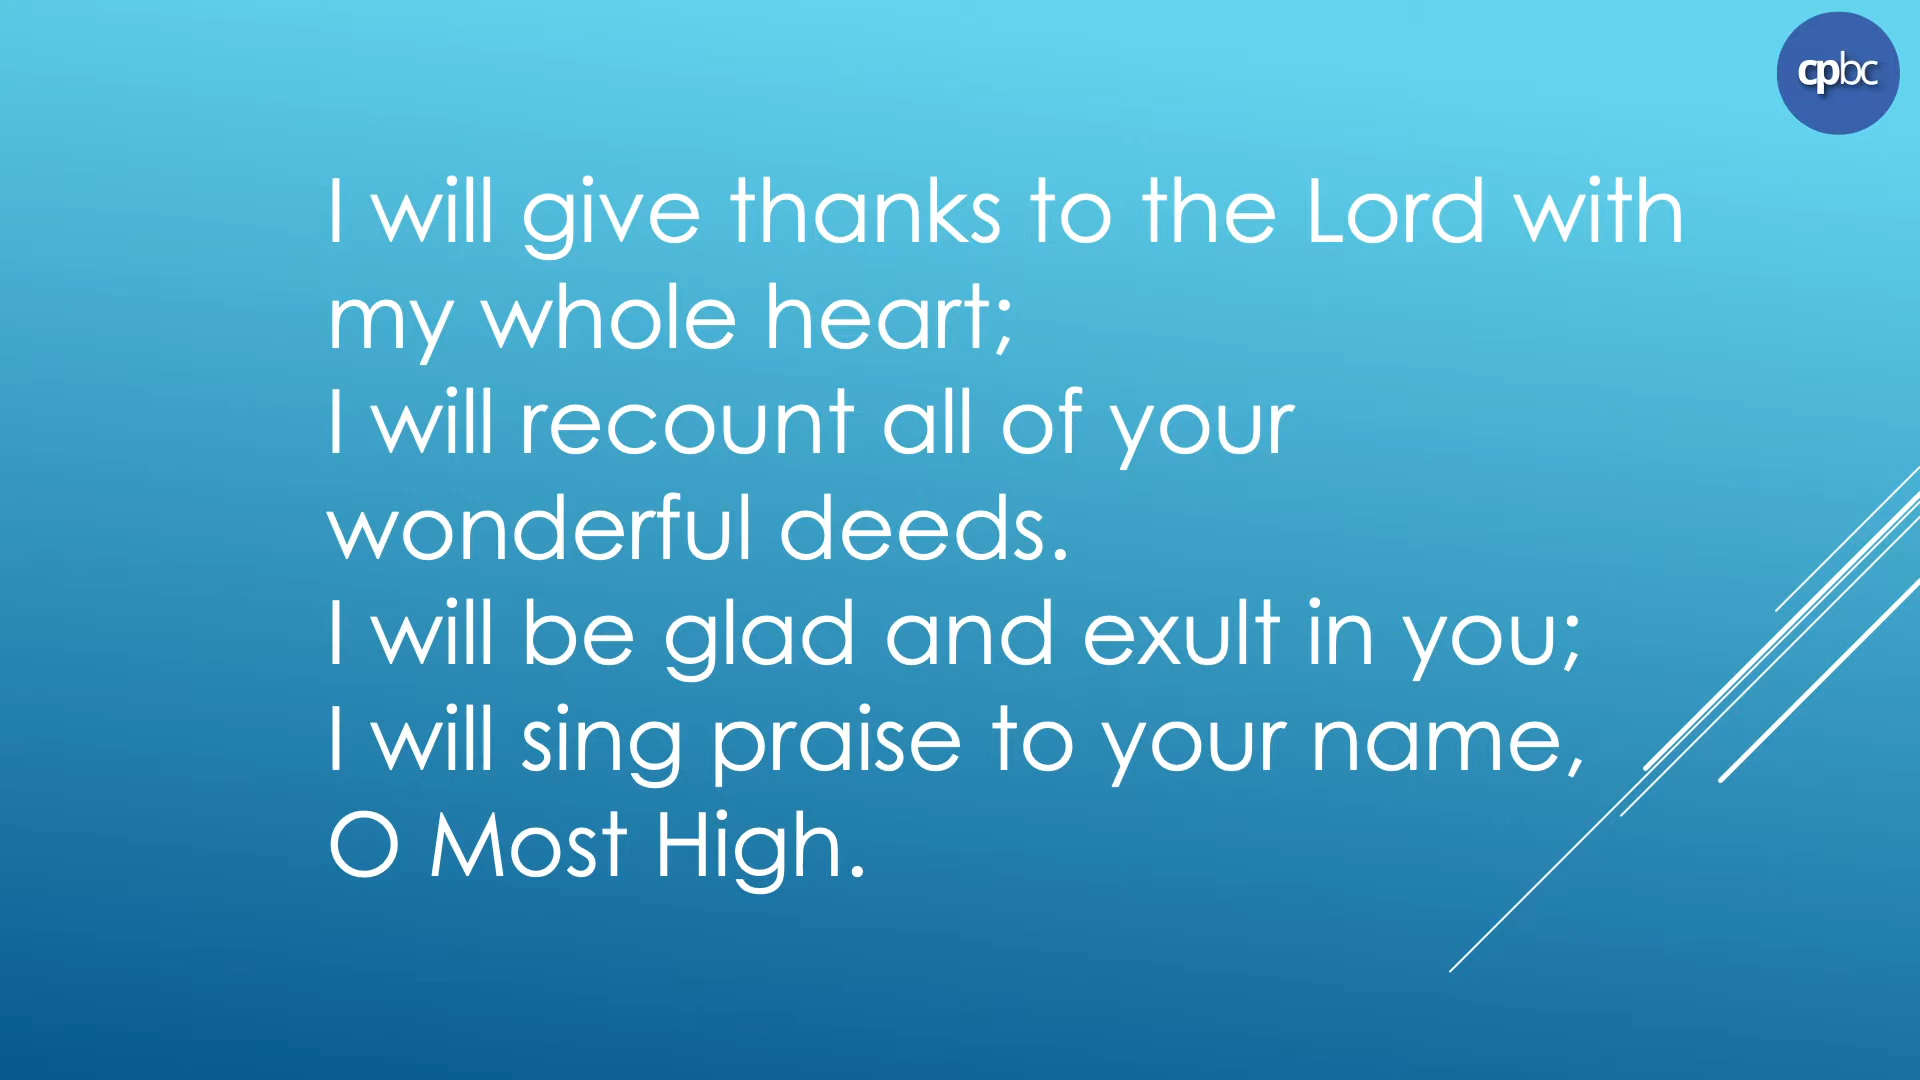 cpbc
I will give thanks to the Lord with
my whole heart;
I will recount all of your
wonderful deeds.
I will be glad and exult in you;
I will sing praise to your name,
O Most High.